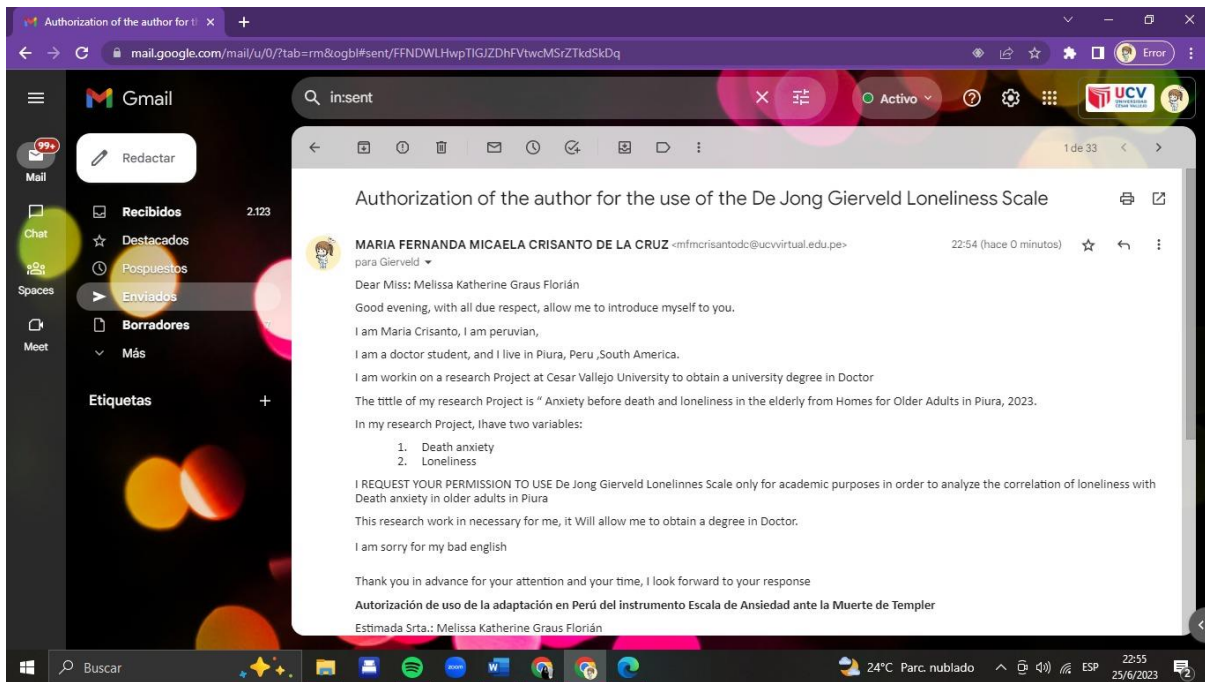 Authorization of the author for t
mail.google.com/mail/u/0/?tab=rm&ogbl#sent/FFNDWLHwpTIGJZDhFVtwcMSrZTkdSkDq
Error
Gmail
in:sent
Activo
UCV
UNIVERSIDAD
CÉSAR VALLEJO
99+
Mail
Redactar
1 de 33
Chat
Spaces
Meet
Recibidos 2.123
Destacados
Pospuestos
Enviados
Borradores
Más
Etiquetas
Authorization of the author for the use of the De Jong Gierveld Loneliness Scale
MARIA FERNANDA MICAELA CRISANTO DE LA CRUZ <mfmcrisantodc@ucvvirtual.edu.pe> 22:54 (hace 0 minutos)
para Gierveld
Dear Miss: Melissa Katherine Graus Florián
Good evening, with all due respect, allow me to introduce myself to you.
I am Maria Crisanto, I am peruvian,
I am a doctor student, and I live in Piura, Peru ,South America.
I am workin on a research Project at Cesar Vallejo University to obtain a university degree in Doctor
The tittle of my research Project is “ Anxiety before death and loneliness in the elderly from Homes for Older Adults in Piura, 2023.
In my research Project, Ihave two variables:
1. Death anxiety
2. Loneliness
I REQUEST YOUR PERMISSION TO USE De Jong Gierveld Lonelinnes Scale only for academic purposes in order to analyze the correlation of loneliness with
Death anxiety in older adults in Piura
This research work in necessary for me, it Will allow me to obtain a degree in Doctor.
I am sorry for my bad english
Thank you in advance for your attention and your time, I look forward to your response
Autorización de uso de la adaptación en Perú del instrumento Escala de Ansiedad ante la Muerte de Templer
Estimada Srta.: Melissa Katherine Graus Florián
Buscar
zoom
24°C Parc. nublado
ESP
22:55
25/6/2023
2